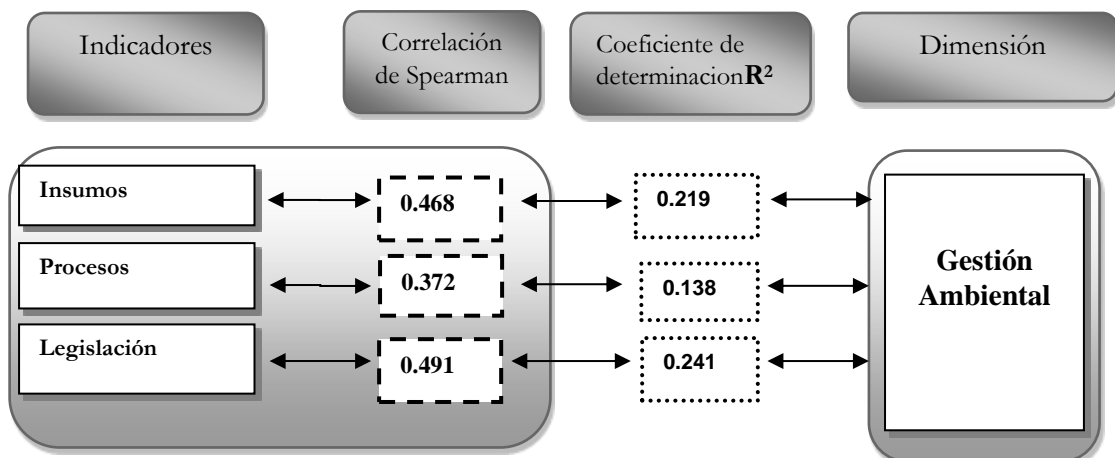 Indicadores
Correlación
de Spearman
Coeficiente de
determinacionR²
Dimensión
Insumos
0.468
0.219
Procesos
0.372
0.138
Legislación
0.491
0.241
Gestión
Ambiental